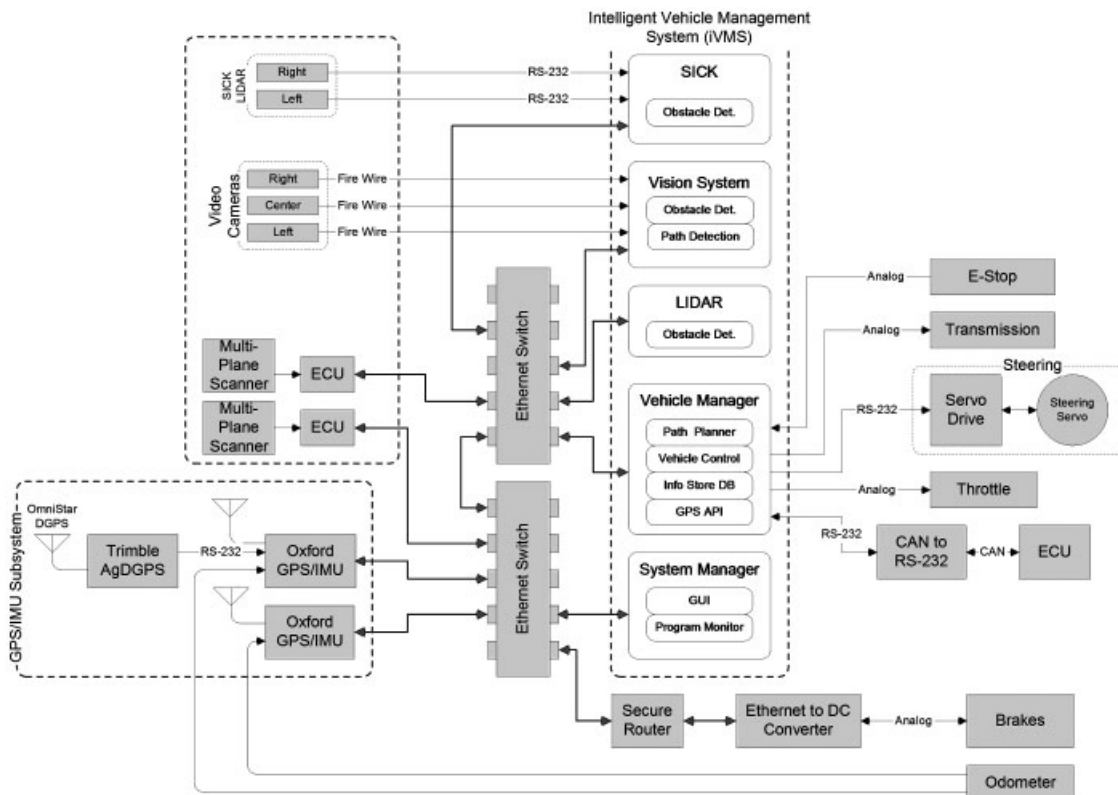 Intelligent Vehicle Management
System (iVMS)
SICK
LIDAR
Right
Left
RS-232
RS-232
SICK
Obstacle Det.
Video
Cameras
Right
Center
Left
Fire Wire
Fire Wire
Fire Wire
Vision System
Obstacle Det.
Path Detection
Ethernet Switch
LIDAR
Obstacle Det.
Analog
E-Stop
Analog
Transmission
Multi-
Plane
Scanner
ECU
Multi-
Plane
Scanner
ECU
Vehicle Manager
Path Planner
Vehicle Control
Info Store DB
GPS API
Steering
RS-232
Servo
Drive
Steering
Servo
Analog
Throttle
RS-232
CAN to
RS-232
CAN
ECU
GPS/IMU Subsystem
OmniStar
DGPS
Trimble
AgDGPS
RS-232
Oxford
GPS/IMU
Oxford
GPS/IMU
Ethernet Switch
System Manager
GUI
Program Monitor
Secure
Router
Ethernet to DC
Converter
Analog
Brakes
Odometer